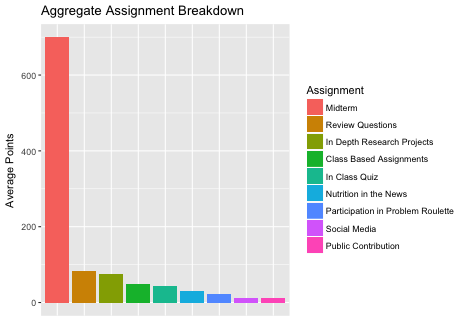 Aggregate Assignment Breakdown
600
400
200
0
Average Points
Assignment
Midterm
Review Questions
In Depth Research Projects
Class Based Assignments
In Class Quiz
Nutrition in the News
Participation in Problem Roulette
Social Media
Public Contribution